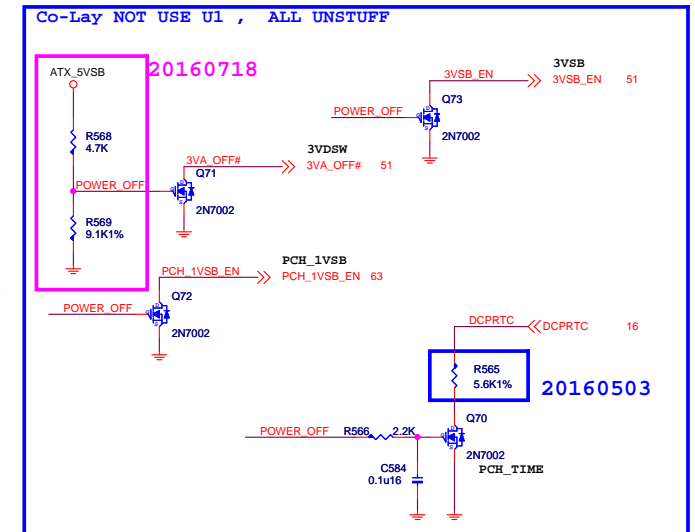 Co-Lay NOT USE U1 , ALL UNSTUFF
ATX_5VSB
20160718
R568
4.7K
POWER_OFF
R569
9.1K1%
3VA_OFF#
Q71
2N7002
3VDSW
3VA_OFF# 51
3VSB_EN
Q73
POWER_OFF
2N7002
3VSB
3VSB_EN 51
PCH_1VSB_EN
PCH_1VSB
PCH_1VSB_EN 63
Q72
POWER_OFF
2N7002
DCPRTC
DCPRTC 16
R565
5.6K1%
20160503
Q70
POWER_OFF
R566
2.2K
2N7002
PCH_TIME
C584
0.1u16